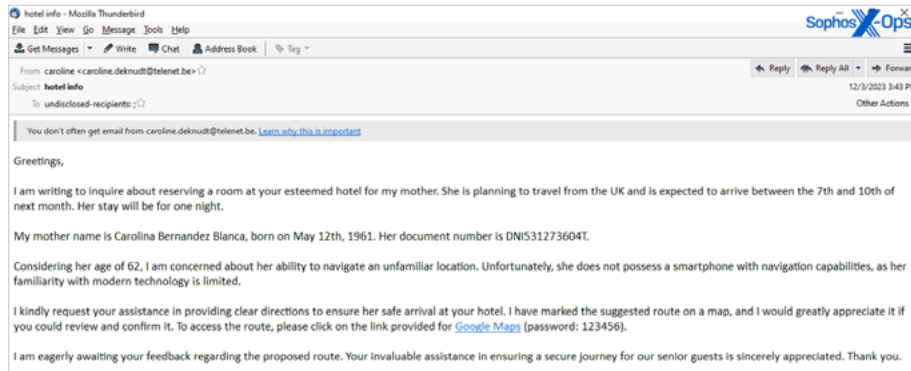 hotel info - Mozilla Thunderbird
Sophos X-Ops
File Edit View Go Message Tools Help
Get Messages Write Chat Address Book Tag
From caroline <caroline.deknudt@telenet.be>
Reply Reply All Forwar
Subject hotel info
12/3/2023 3:43 P
To undisclosed-recipients: ;
Other Actions
You don't often get email from caroline.deknudt@telenet.be. Learn why this is important
Greetings,
I am writing to inquire about reserving a room at your esteemed hotel for my mother. She is planning to travel from the UK and is expected to arrive between the 7th and 10th of
next month. Her stay will be for one night.
My mother name is Carolina Bernandez Blanca, born on May 12th, 1961. Her document number is DNI531273604T.
Considering her age of 62, I am concerned about her ability to navigate an unfamiliar location. Unfortunately, she does not possess a smartphone with navigation capabilities, as her
familiarity with modern technology is limited.
I kindly request your assistance in providing clear directions to ensure her safe arrival at your hotel. I have marked the suggested route on a map, and I would greatly appreciate it if
you could review and confirm it. To access the route, please click on the link provided for Google Maps (password: 123456).
I am eagerly awaiting your feedback regarding the proposed route. Your invaluable assistance in ensuring a secure journey for our senior guests is sincerely appreciated. Thank you.